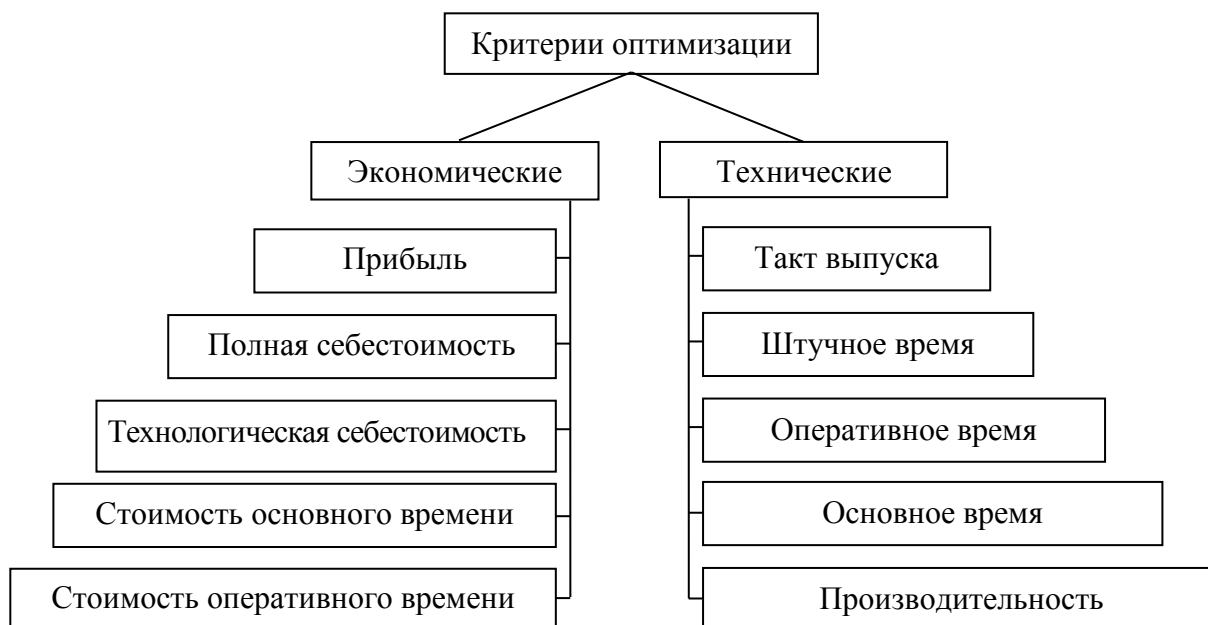 Критерии оптимизации
Экономические
Технические
Прибыль
Такт выпуска
Полная себестоимость
Штучное время
Технологическая себестоимость
Оперативное время
Стоимость основного времени
Основное время
Стоимость оперативного времени
Производительность